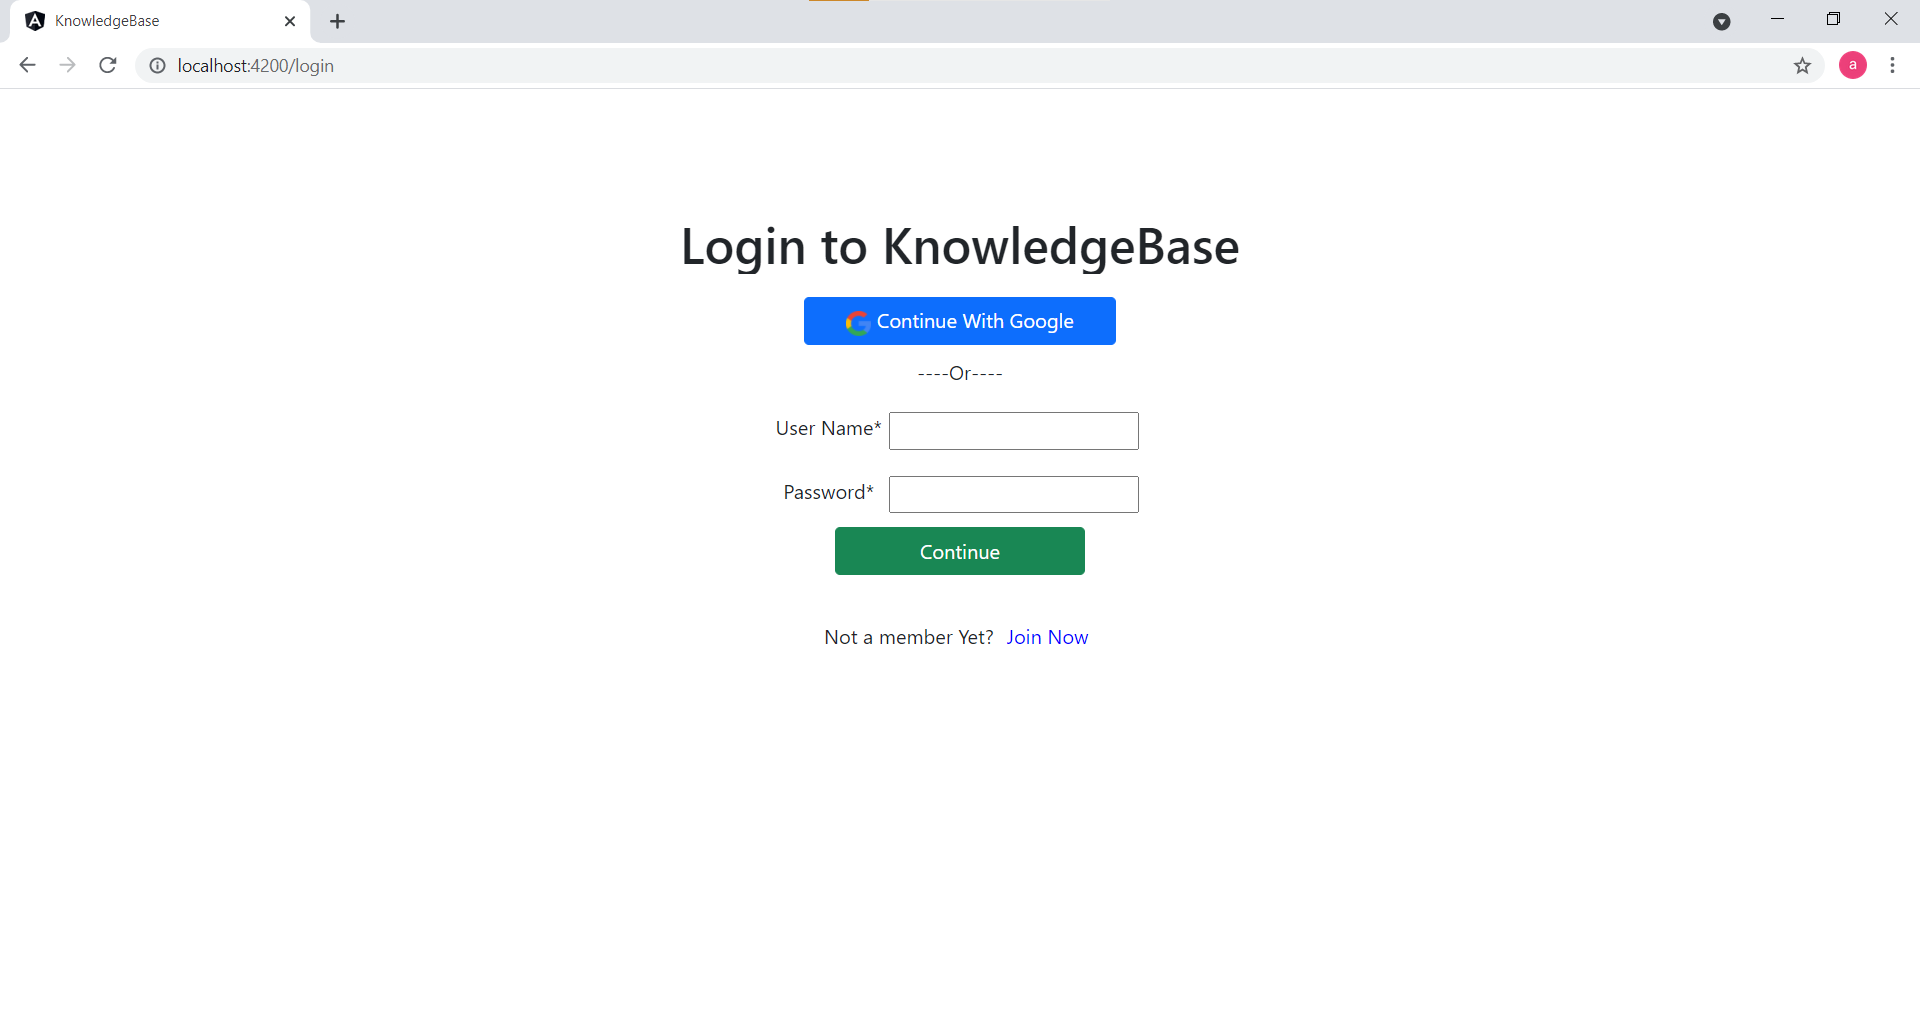 KnowledgeBase
localhost:4200/login
a
Login to KnowledgeBase
Continue With Google
----Or----
User Name*
Password*
Continue
Not a member Yet? Join Now